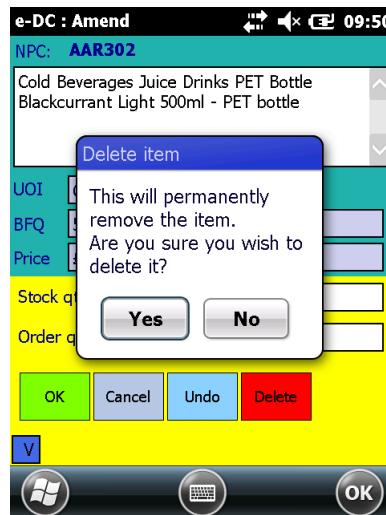 e-DC : Amend 09:50
NPC: AAR302
Cold Beverages Juice Drinks PET Bottle
Blackcurrant Light 500ml - PET bottle
Delete item
This will permanently
remove the item.
Are you sure you wish to
delete it?
Yes No
UOI
BFQ
Price
Stock
Order
OK Cancel Undo Delete
V
OK